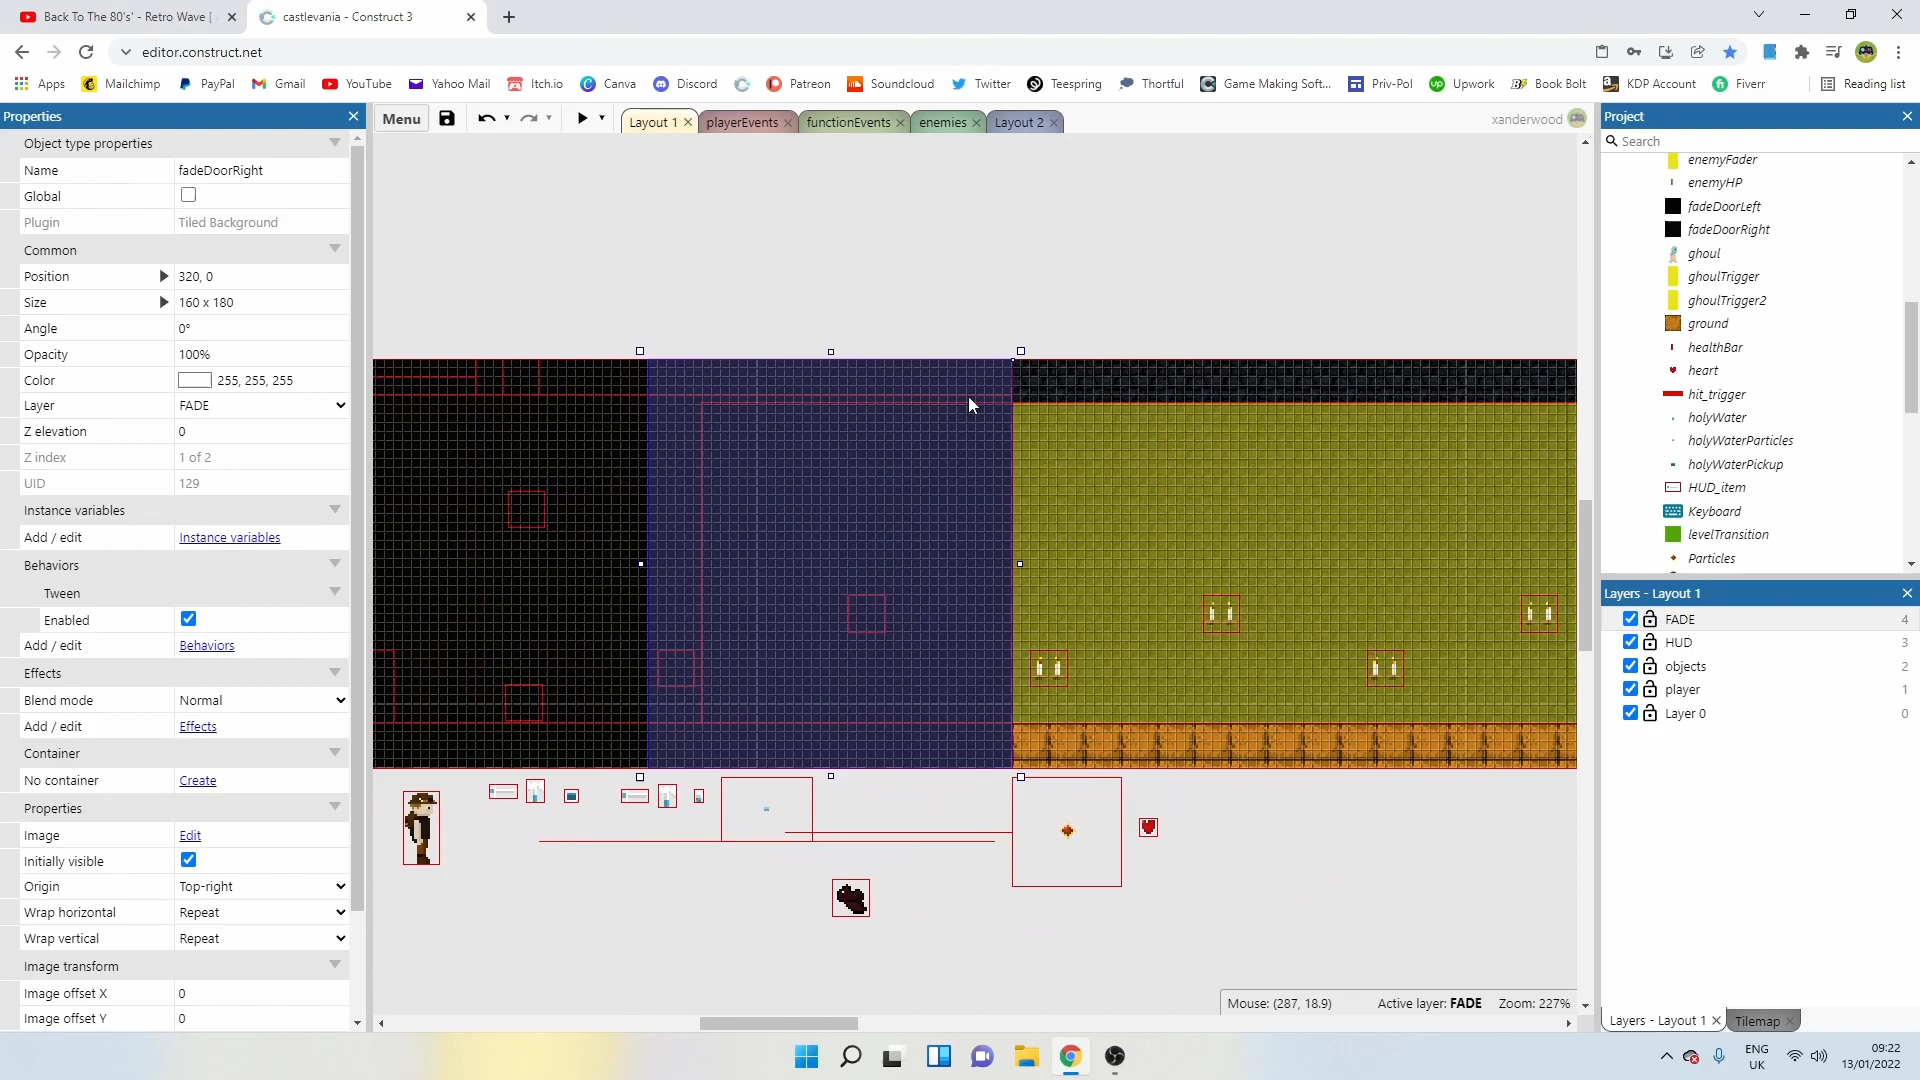 Back To The 80's' - Retro Wave [
castlevania - Construct 3
editor.construct.net
Apps
Mailchimp
PayPal
Gmail
YouTube
Yahoo Mail
Itch.io
Canva
Discord
Patreon
Soundcloud
Twitter
Teespring
Thortful
Game Making Soft...
Priv-Pol
Upwork
Book Bolt
KDP Account
Fiverr
Reading list
Properties
Menu
Layout 1
playerEvents
functionEvents
enemies
Layout 2
xanderwood
Project
Search
Object type properties
Name fadeDoorRight
Global
Plugin Tiled Background
Common
Position 320, 0
Size 160 x 180
Angle 0°
Opacity 100%
Color 255, 255, 255
Layer FADE
Z elevation 0
Z index 1 of 2
UID 129
Instance variables
Add / edit Instance variables
Behaviors
Tween
Enabled
Add / edit Behaviors
Effects
Blend mode Normal
Add / edit Effects
Container
No container Create
Properties
Image Edit
Initially visible
Origin Top-right
Wrap horizontal Repeat
Wrap vertical Repeat
Image transform
Image offset X 0
Image offset Y 0
enemyFader
enemyHP
fadeDoorLeft
fadeDoorRight
ghoul
ghoulTrigger
ghoulTrigger2
ground
healthBar
heart
hit_trigger
holyWater
holyWaterParticles
holyWaterPickup
HUD_item
Keyboard
levelTransition
Particles
Layers - Layout 1
FADE 4
HUD 3
objects 2
player 1
Layer 0 0
Mouse: (287, 18.9) Active layer: FADE Zoom: 227%
Layers - Layout 1
Tilemap
ENG
UK
09:22
13/01/2022